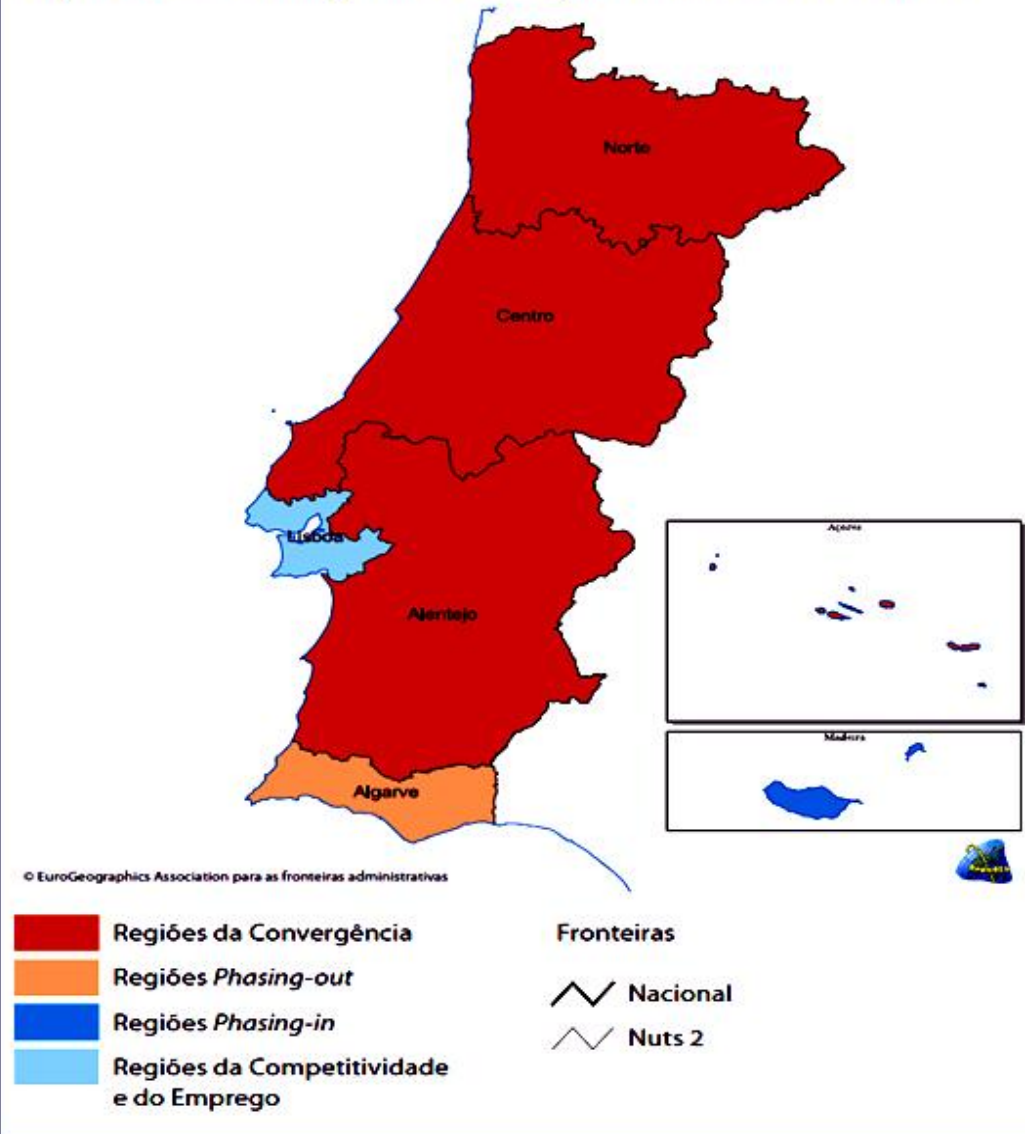 Norte
Centro
Lisboa
Alentejo
Algarve
Açores
Madeira
© EuroGeographics Association para as fronteiras administrativas
Regiões da Convergência
Regiões Phasing-out
Regiões Phasing-in
Regiões da Competitividade
e do Emprego
Fronteiras
Nacional
Nuts 2